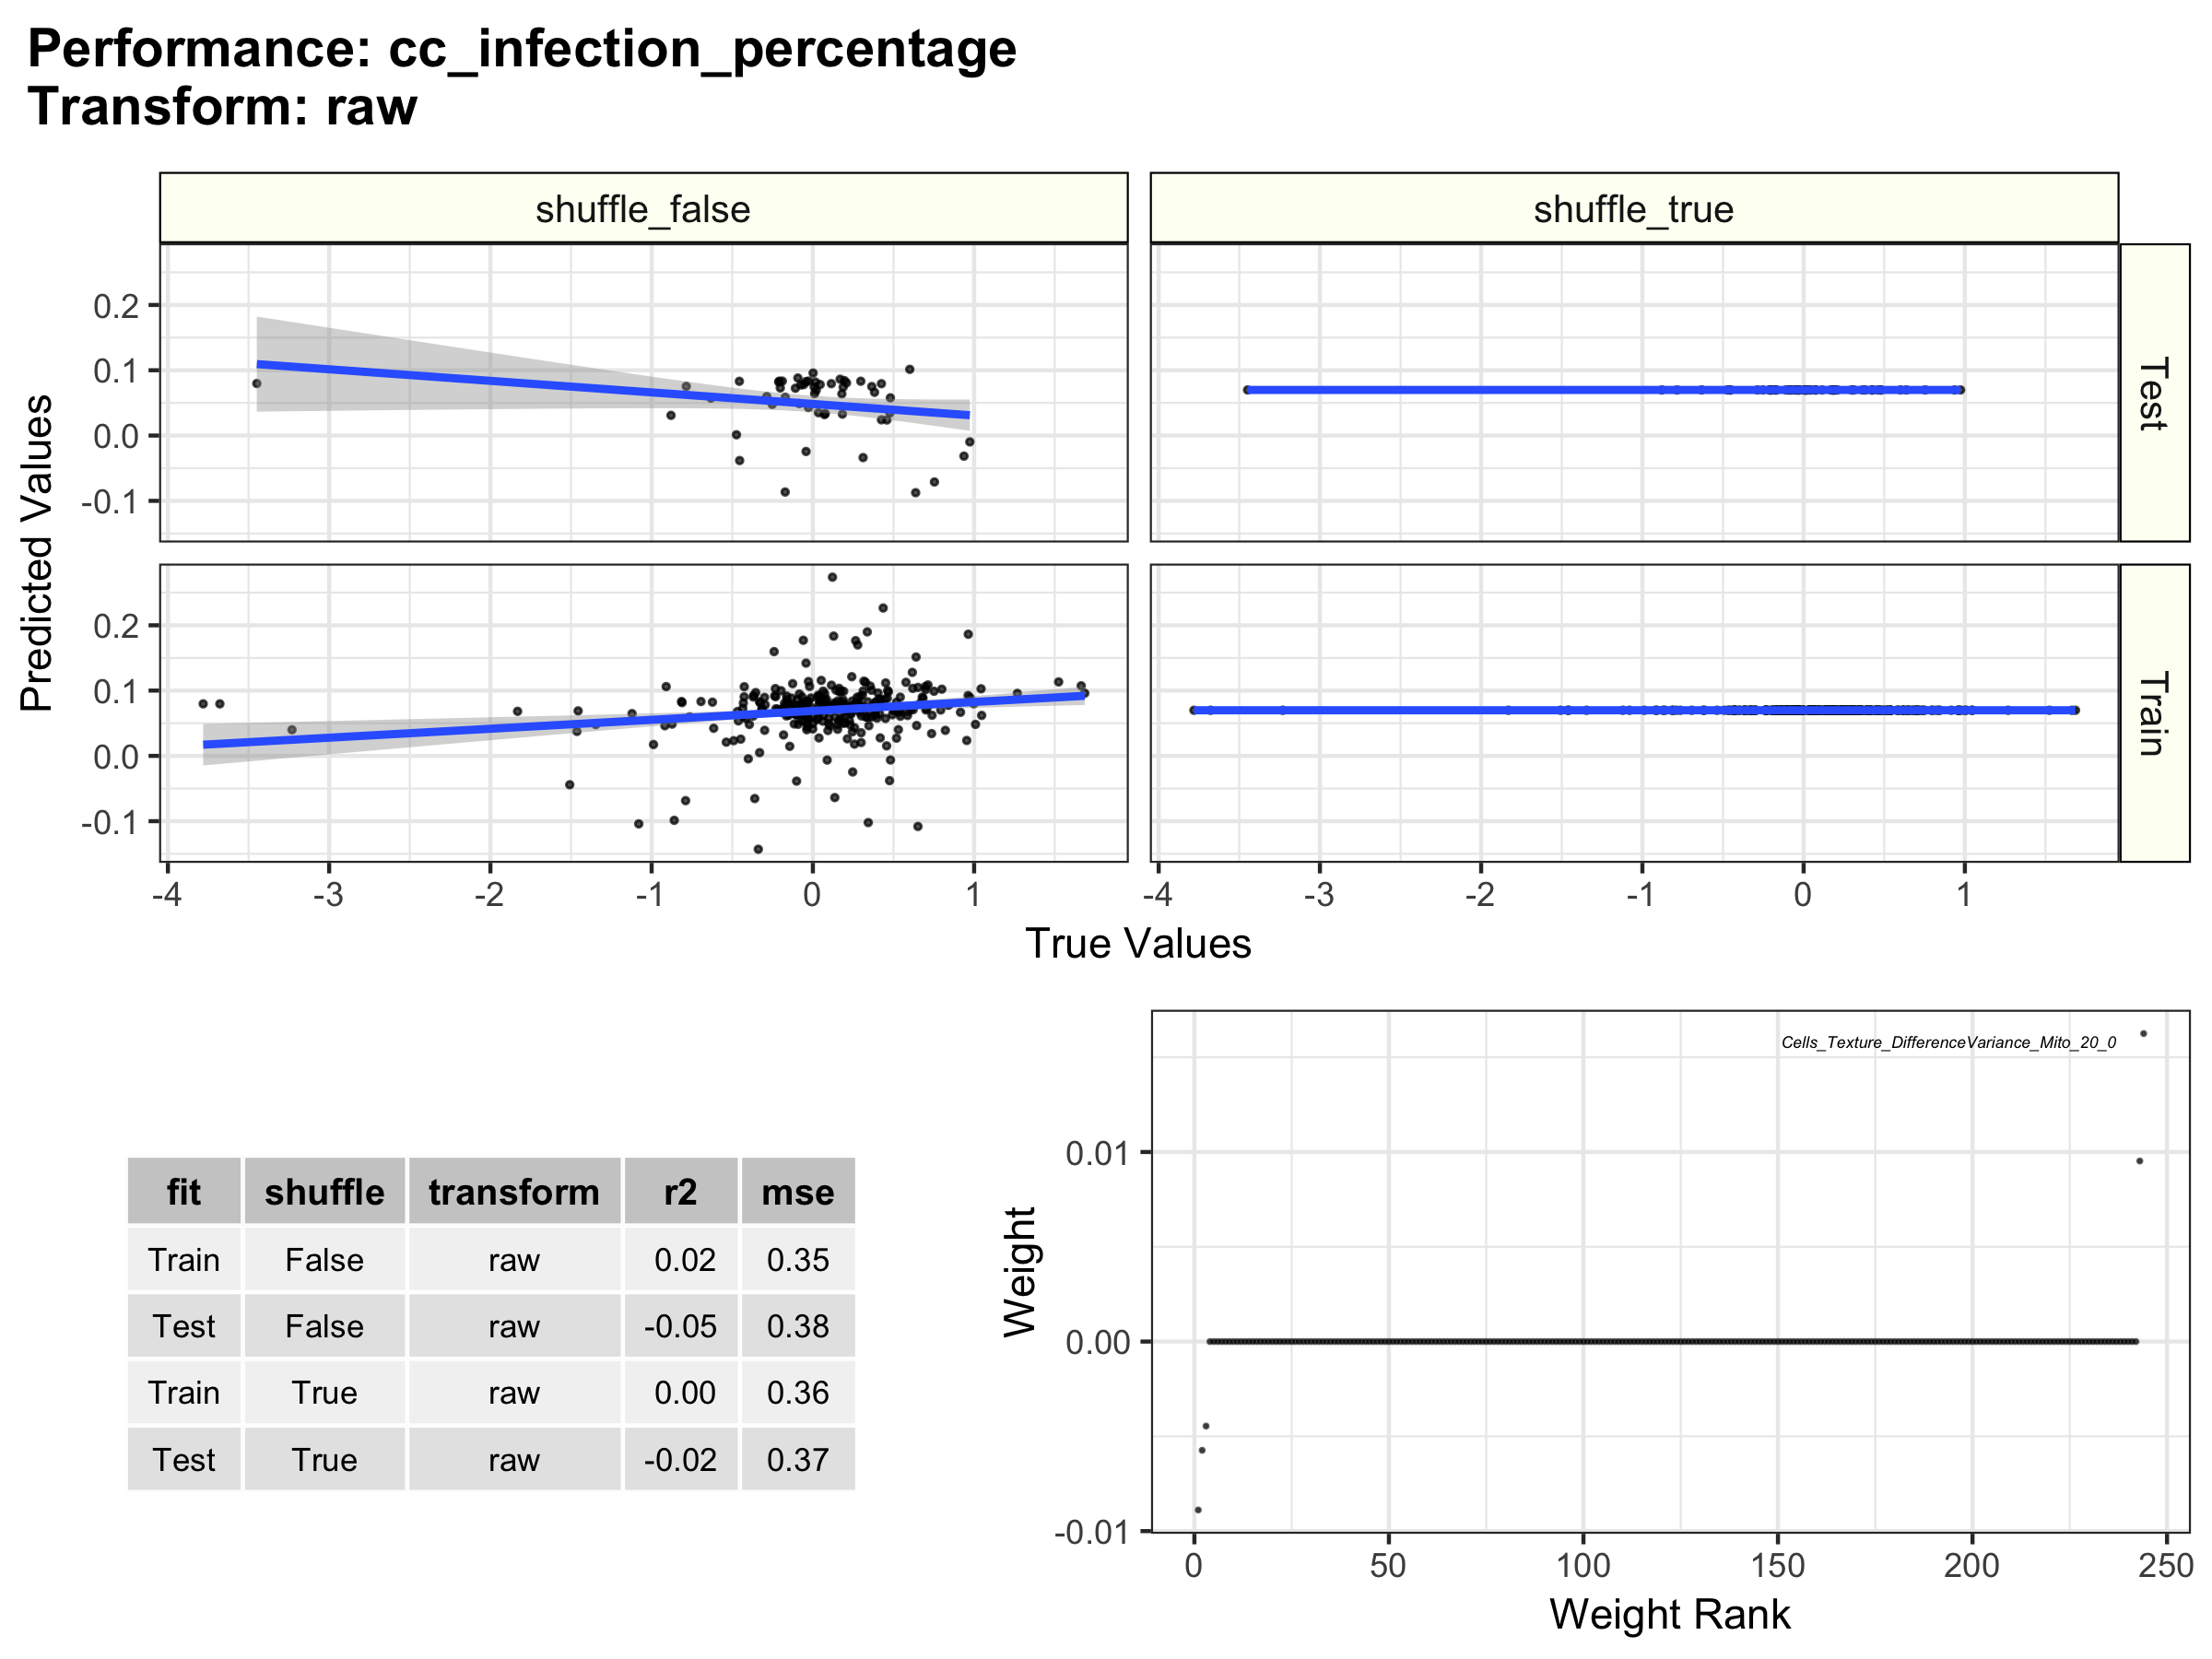 Performance: cc_infection_percentage
Transform: raw
shuffle_false
shuffle_true
Predicted Values
0.2
0.1
0.0
-0.1
Test
0.2
0.1
0.0
-0.1
Train
-4 -3 -2 -1 0 1
-4 -3 -2 -1 0 1
True Values
fit shuffle transform r2 mse
Train False raw 0.02 0.35
Test False raw -0.05 0.38
Train True raw 0.00 0.36
Test True raw -0.02 0.37
Weight
Cells_Texture_DifferenceVariance_Mito_20_0
0.01
0.00
-0.01
0 50 100 150 200 250
Weight Rank